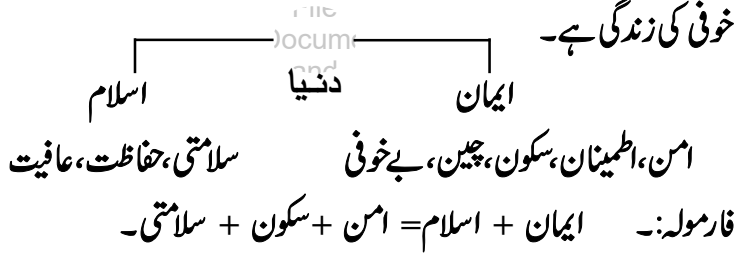 خوفی کی زندگی ہے۔
دنیا
ایمان اسلام
امن،اطمینان،سکون،چین،بےخوفی سلامتی،حفاظت،عافیت
فارمولہ:۔ ایمان + اسلام= امن +سکون + سلامتی۔